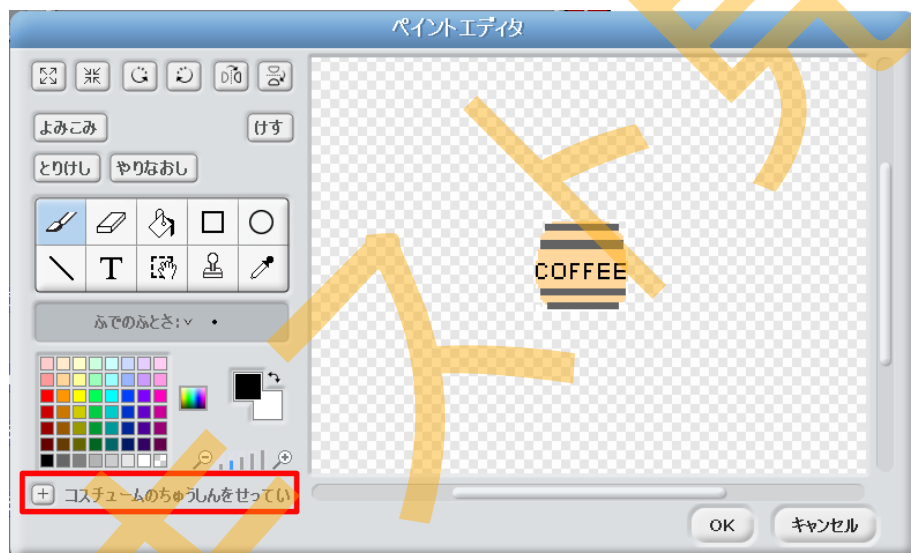 ペイントエディタ
よみこみ
けす
とりけし
やりなおし
T
ふでのふとさ:
COFFEE
コスチュームのちゅうしんをせってい
OK
キャンセル